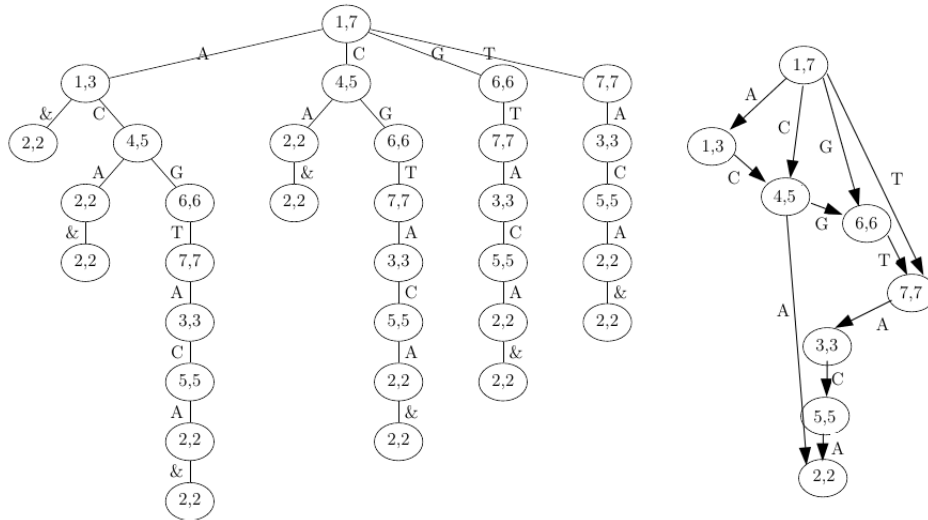 1,7
A C G T
1,3 4,5 6,6 7,7
& C A G T A
2,2 4,5 2,2 6,6 7,7 3,3
A G & T A C
2,2 6,6 2,2 7,7 3,3 5,5
& T A C A
2,2 7,7 3,3 5,5 2,2
A C A &
3,3 5,5 2,2 2,2
C A &
5,5 2,2 2,2
A &
2,2 2,2
&
2,2
1,7
A
C
1,3
G
C
T
4,5
G
6,6
T
7,7
A
A
3,3
C
5,5
A
2,2